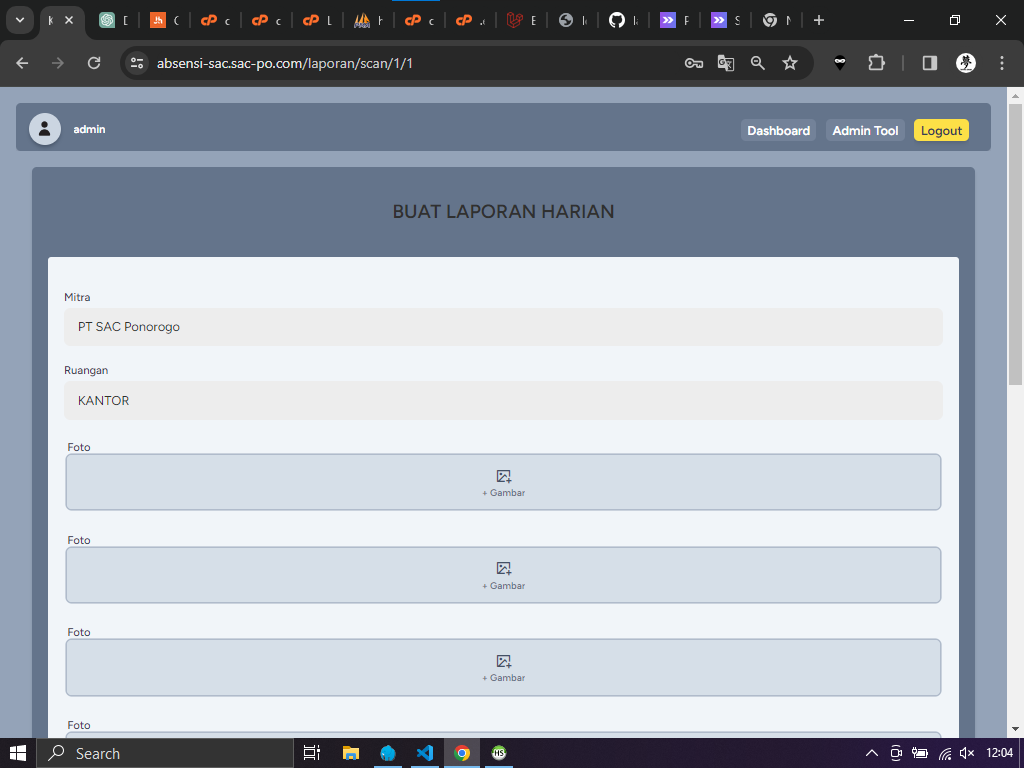 absensi-sac.sac-po.com/laporan/scan/1/1
admin
Dashboard
Admin Tool
Logout
BUAT LAPORAN HARIAN
Mitra
PT SAC Ponorogo
Ruangan
KANTOR
Foto
+ Gambar
Foto
+ Gambar
Foto
+ Gambar
Foto
Search
HS
12:04